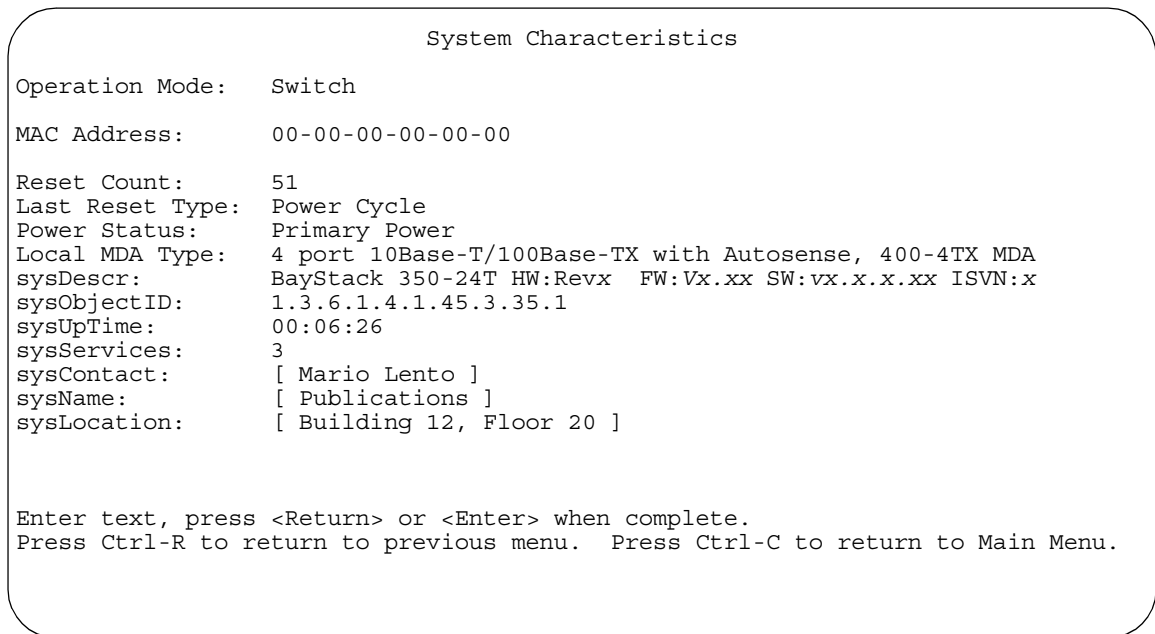 System Characteristics
Operation Mode: Switch
MAC Address: 00-00-00-00-00-00
Reset Count: 51
Last Reset Type: Power Cycle
Power Status: Primary Power
Local MDA Type: 4 port 10Base-T/100Base-TX with Autosense, 400-4TX MDA
sysDescr: BayStack 350-24T HW:Revx FW:Vx.xx SW:vx.x.x.xx ISVN:x
sysObjectID: 1.3.6.1.4.1.45.3.35.1
sysUpTime: 00:06:26
sysServices: 3
sysContact: [ Mario Lento ]
sysName: [ Publications ]
sysLocation: [ Building 12, Floor 20 ]
Enter text, press <Return> or <Enter> when complete.
Press Ctrl-R to return to previous menu. Press Ctrl-C to return to Main Menu.